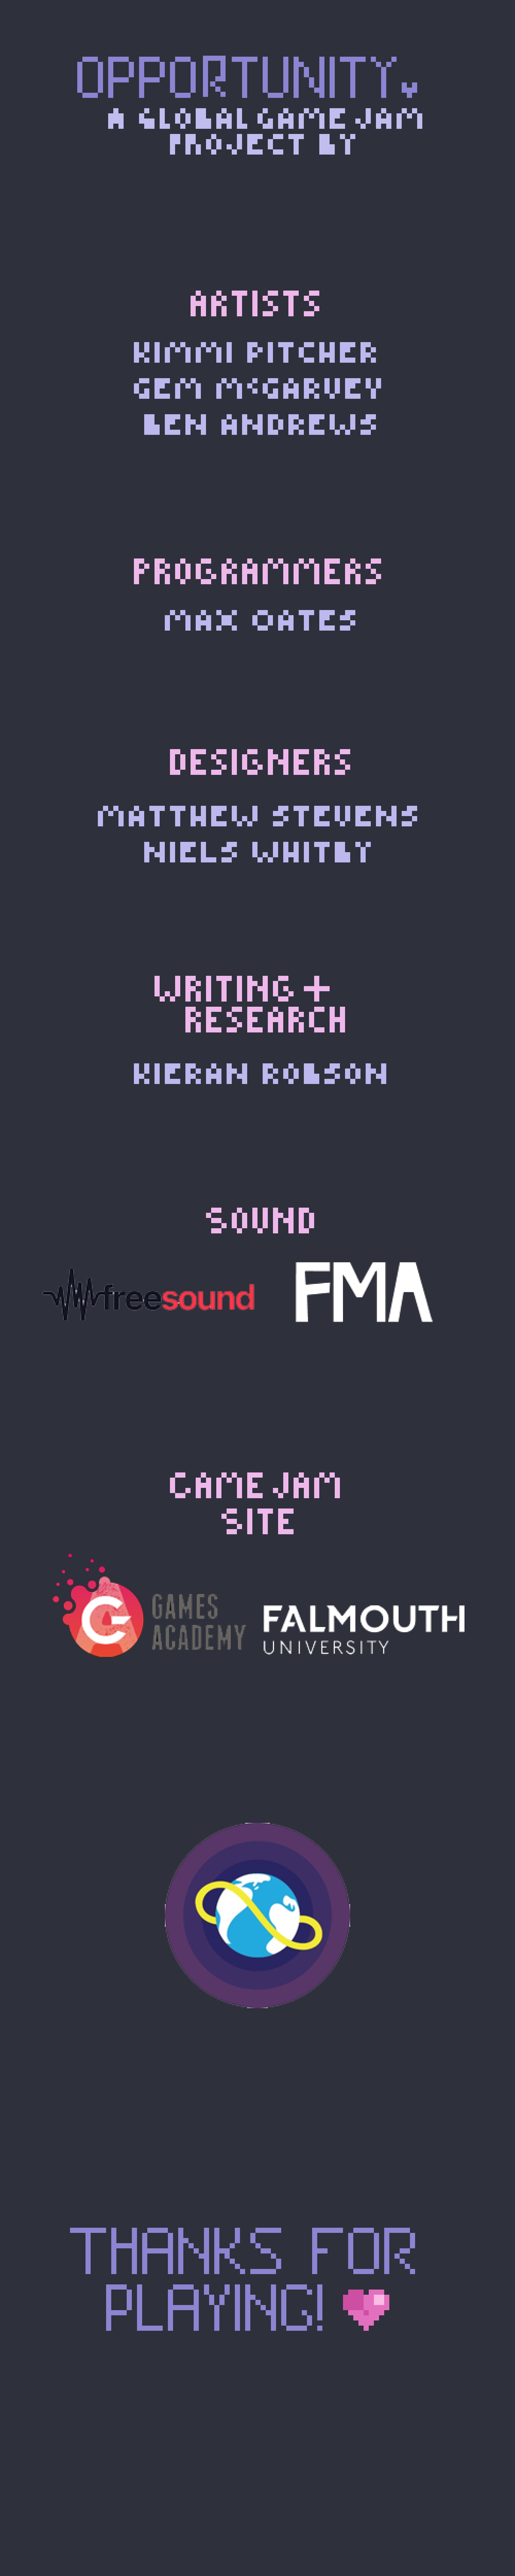 OPPORTUNITY
A GLOBAL GAME JAM
PROJECT BY
ARTISTS
KIMMI PITCHER
GEM McGARVEY
BEN ANDREWS
PROGRAMMERS
MAX OATES
DESIGNERS
MATTHEW STEVENS
NIELS WHITBY
WRITING +
RESEARCH
KIERAN ROBSON
SOUND
freesound FMA
GAME JAM
SITE
G GAMES
ACADEMY
FALMOUTH
UNIVERSITY
THANKS FOR
PLAYING!